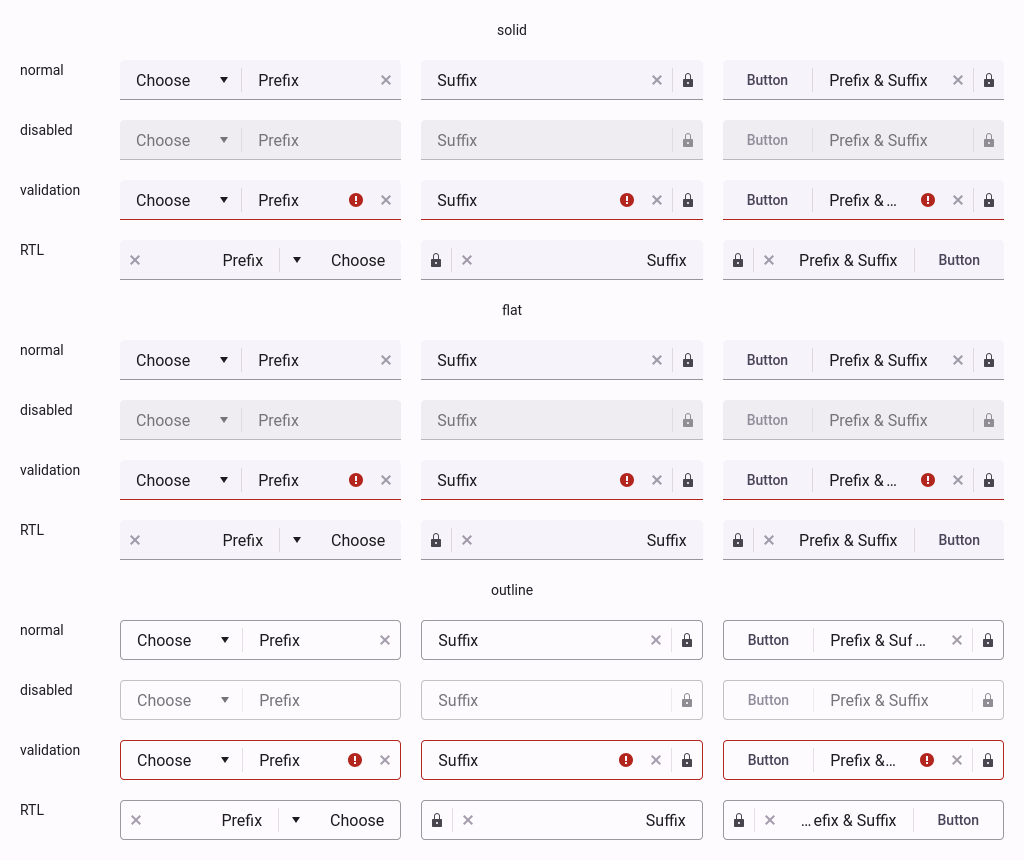 solid
normal
Choose Prefix Suffix Button Prefix & Suffix
disabled
Choose Prefix Suffix Button Prefix & Suffix
validation
Choose Prefix Suffix Button Prefix & ...
RTL
Prefix Choose Suffix Prefix & Suffix Button
flat
normal
Choose Prefix Suffix Button Prefix & Suffix
disabled
Choose Prefix Suffix Button Prefix & Suffix
validation
Choose Prefix Suffix Button Prefix & ...
RTL
Prefix Choose Suffix Prefix & Suffix Button
outline
normal
Choose Prefix Suffix Button Prefix & Suf ...
disabled
Choose Prefix Suffix Button Prefix & Suffix
validation
Choose Prefix Suffix Button Prefix &...
RTL
Prefix Choose Suffix ... efix & Suffix Button